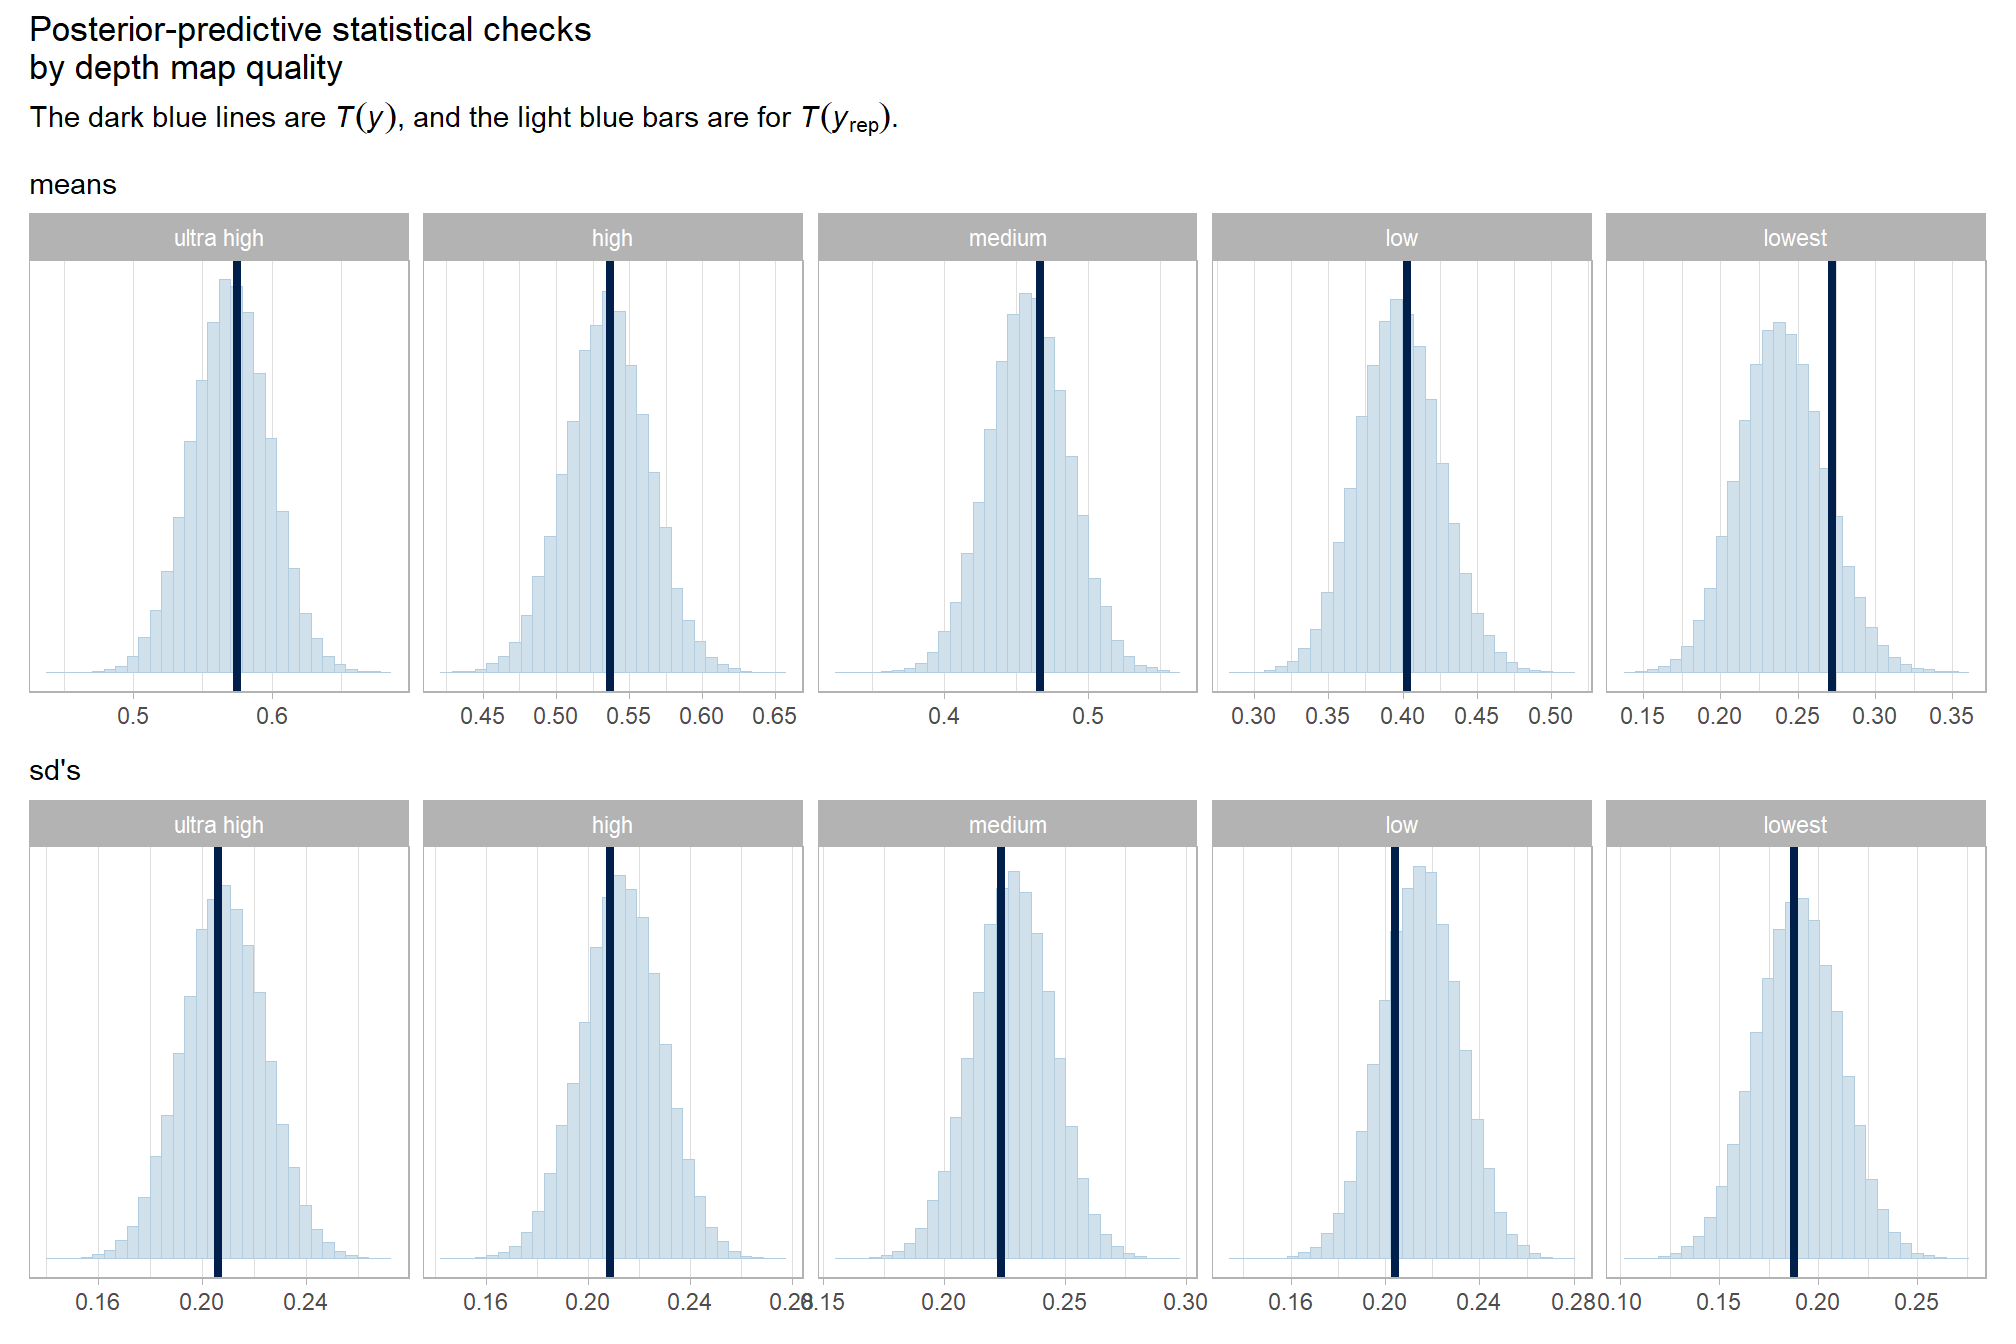 Posterior-predictive statistical checks
by depth map quality
The dark blue lines are T(y), and the light blue bars are for T(y_rep).
means
ultra high high medium low lowest
0.5 0.6 0.45 0.50 0.55 0.60 0.65 0.4 0.5 0.30 0.35 0.40 0.45 0.50 0.15 0.20 0.25 0.30 0.35
sd's
ultra high high medium low lowest
0.16 0.20 0.24 0.16 0.20 0.24 0.28 0.15 0.20 0.25 0.30 0.16 0.20 0.24 0.28 0.10 0.15 0.20 0.25